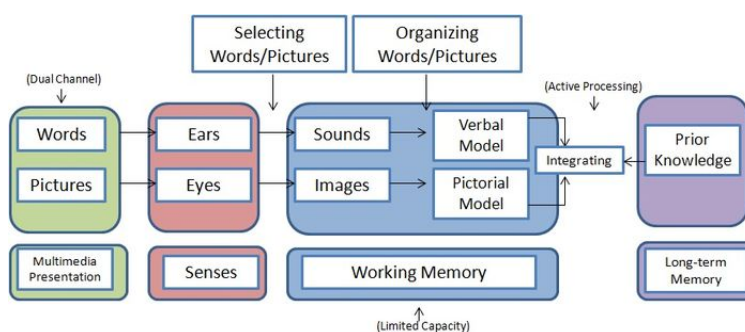 Selecting
Words/Pictures
Organizing
Words/Pictures
(Dual Channel)
(Active Processing)
Words
Ears
Sounds
Verbal
Model
Integrating
Prior
Knowledge
Pictures
Eyes
Images
Pictorial
Model
Multimedia
Presentation
Senses
Working Memory
Long-term
Memory
(Limited Capacity)